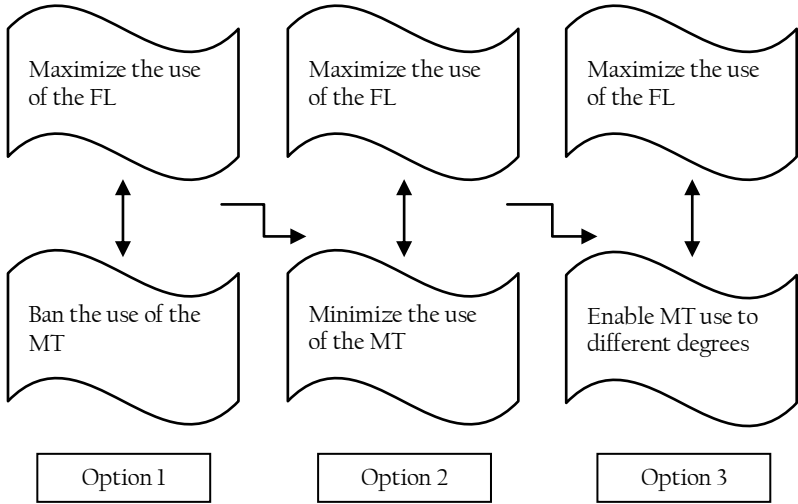 Maximize the use
of the FL
Maximize the use
of the FL
Maximize the use
of the FL
Ban the use of the
MT
Minimize the use
of the MT
Enable MT use to
different degrees
Option 1
Option 2
Option 3